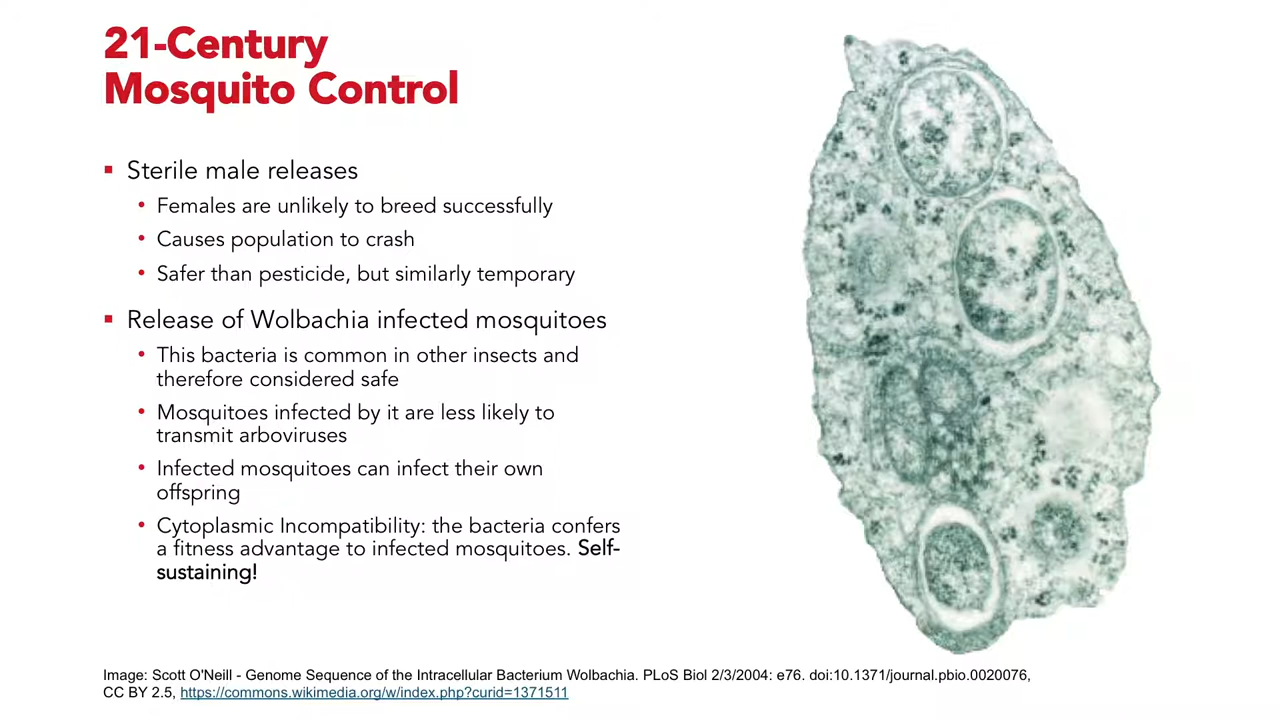 21-Century
Mosquito Control
▪ Sterile male releases
• Females are unlikely to breed successfully
• Causes population to crash
• Safer than pesticide, but similarly temporary
▪ Release of Wolbachia infected mosquitoes
• This bacteria is common in other insects and
therefore considered safe
• Mosquitoes infected by it are less likely to
transmit arboviruses
• Infected mosquitoes can infect their own
offspring
• Cytoplasmic Incompatibility: the bacteria confers
a fitness advantage to infected mosquitoes. Self-
sustaining!
Image: Scott O'Neill - Genome Sequence of the Intracellular Bacterium Wolbachia. PLoS Biol 2/3/2004: e76. doi:10.1371/journal.pbio.0020076,
CC BY 2.5, https://commons.wikimedia.org/w/index.php?curid=1371511